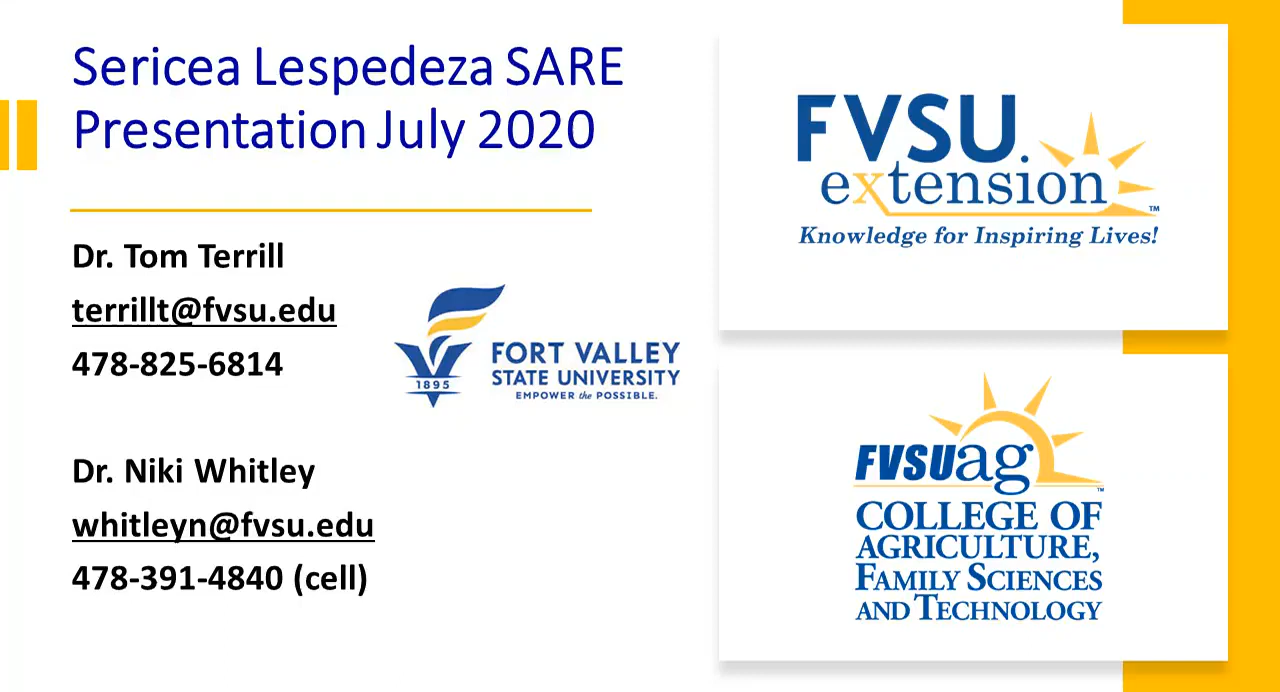 Sericea Lespedeza SARE
Presentation July 2020
Dr. Tom Terrill
terrillt@fvsu.edu
478-825-6814
1895
FORT VALLEY
STATE UNIVERSITY
EMPOWER the POSSIBLE.
Dr. Niki Whitley
whitleyn@fvsu.edu
478-391-4840 (cell)
FVSU
extension
TM
Knowledge for Inspiring Lives!
FVSUag
TM
COLLEGE OF
AGRICULTURE,
FAMILY SCIENCES
AND TECHNOLOGY